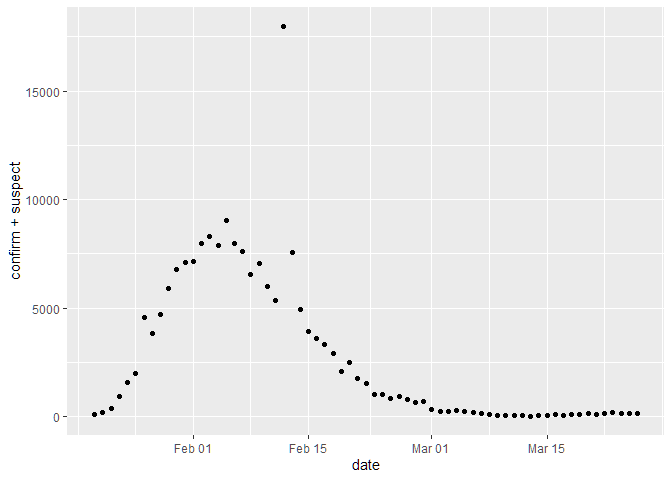 confirm + suspect
15000
10000
5000
0
Feb 01
Feb 15
Mar 01
Mar 15
date